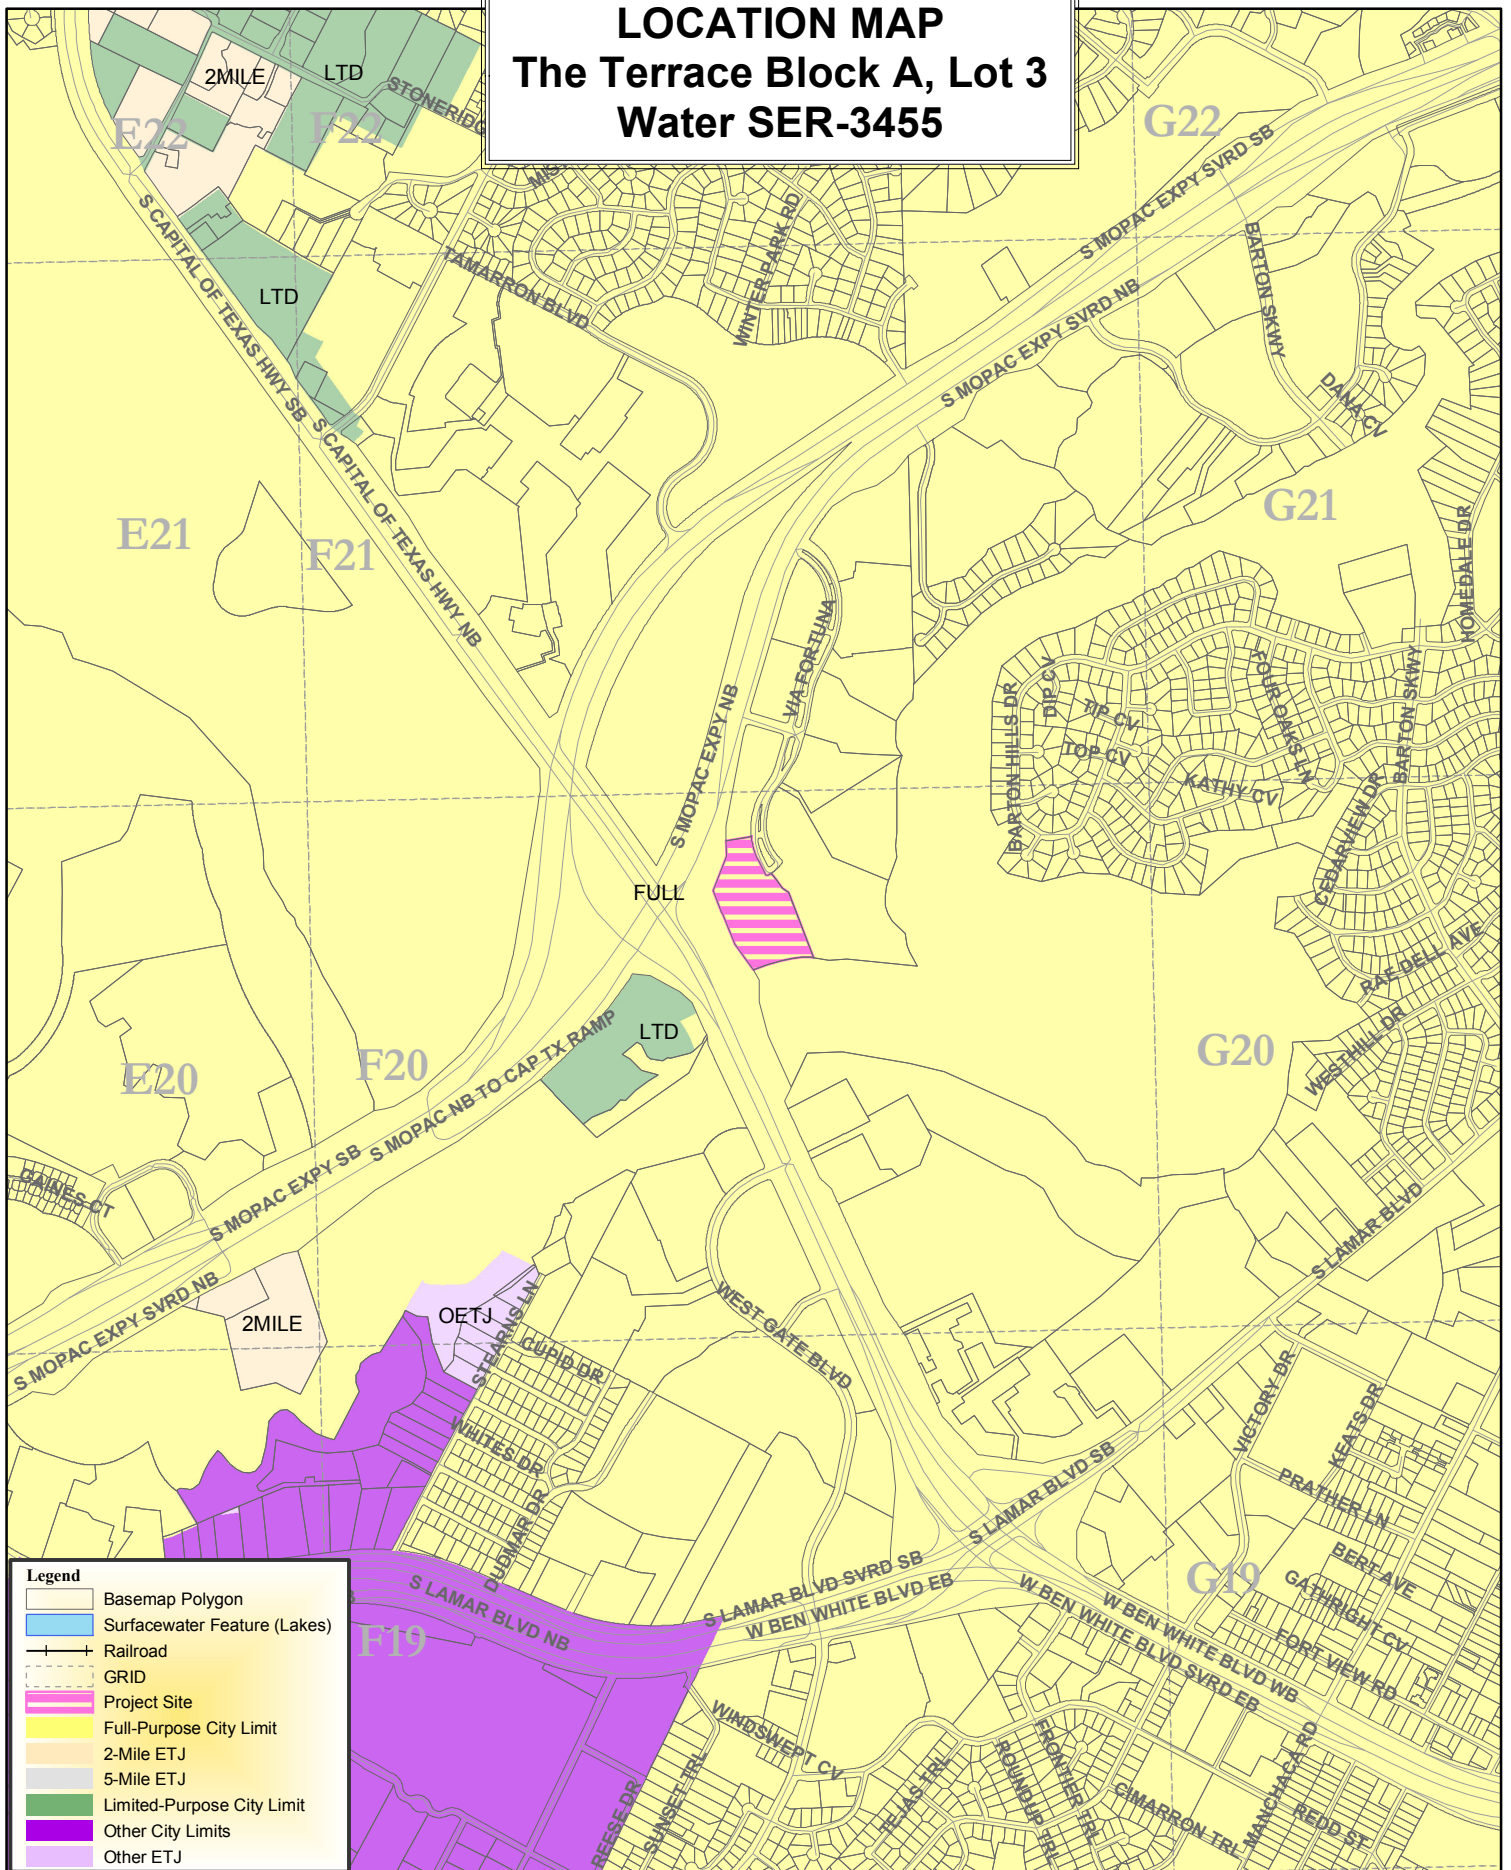 LOCATION MAP
The Terrace Block A, Lot 3
Water SER-3455
2MILE
LTD
E22
F22
G22
S MOPAC EXPY SVRD SB
S CAPITAL OF TEXAS HWY SB
TAMARRON BLVD
WINTER PARK RD
BARTON SKWY
LTD
S MOPAC EXPY SVRD NB
DANA CV
S CAPITAL OF TEXAS HWY NB
E21
F21
G21
HOMEDALE DR
VIA FORTUNA
S MOPAC EXPY NB
BARTON HILLS DR
DIP CV
TIP CV
TOP CV
FOUR OAKS LN
BARTON SKWY
KATHY CV
CEDARVIEW DR
FULL
RAE DELL AVE
LTD
WESTHILL DR
E20
F20
G20
S MOPAC NB TO CAP TX RAMP
GAINES CT
S MOPAC EXPY SB
S LAMAR BLVD
S MOPAC EXPY SVRD NB
2MILE
OETJ
STEARNS LN
CUPID DR
WEST GATE BLVD
VICTORY DR
KEATS DR
WHITES DR
PRATHER LN
DUDMAR DR
S LAMAR BLVD SB
BERT AVE
GATHRIGHT CV
G19
S LAMAR BLVD SVRD SB
W BEN WHITE BLVD EB
S LAMAR BLVD NB
F19
W BEN WHITE BLVD WB
W BEN WHITE BLVD SVRD EB
FORT VIEW RD
WINDSWEPT CV
REESE DR
SUNSET TRL
TEJAS TRL
ROUNDUP TRL
FRONTIER TRL
CIMARRON TRL
MANCHACA RD
REDD ST
Legend
Basemap Polygon
Surfacewater Feature (Lakes)
Railroad
GRID
Project Site
Full-Purpose City Limit
2-Mile ETJ
5-Mile ETJ
Limited-Purpose City Limit
Other City Limits
Other ETJ